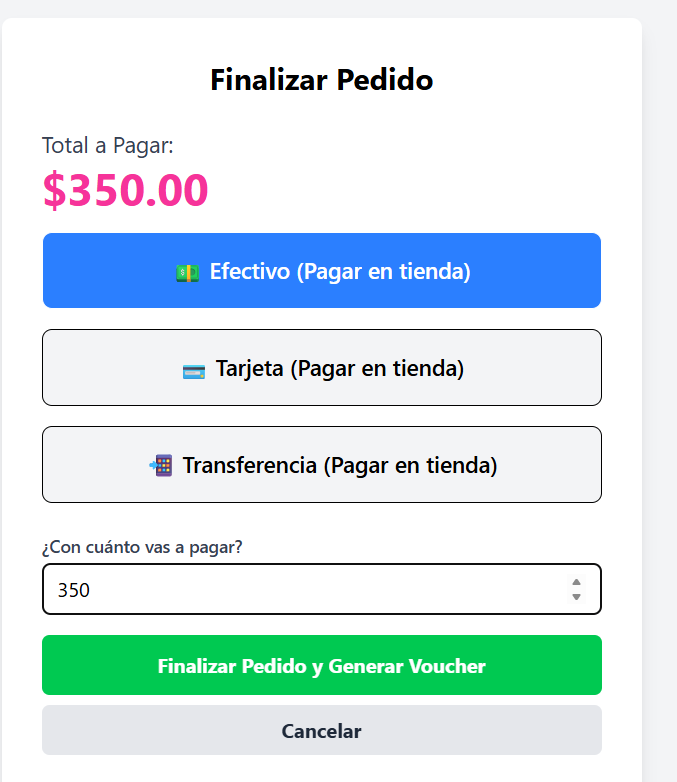 Finalizar Pedido
Total a Pagar:
$350.00
💵 Efectivo (Pagar en tienda)
💳 Tarjeta (Pagar en tienda)
📲 Transferencia (Pagar en tienda)
¿Con cuánto vas a pagar?
350
Finalizar Pedido y Generar Voucher
Cancelar